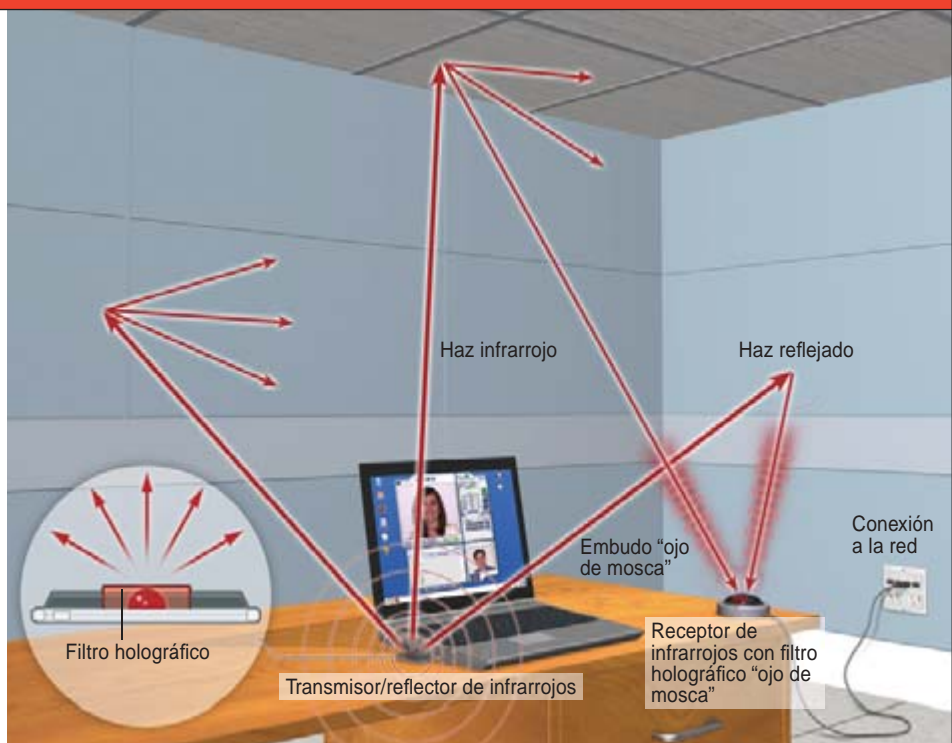 Haz infrarrojo
Haz reflejado
Embudo “ojo
de mosca”
Conexión
a la red
Filtro holográfico
Transmisor/reflector de infrarrojos
Receptor de
infrarrojos con filtro
holográfico “ojo de
mosca”